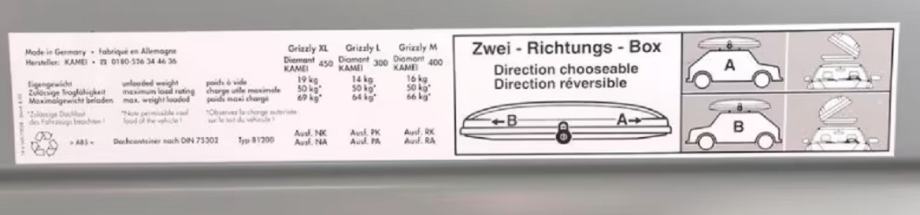 Made in Germany • Fabriqué en Allemagne
Hersteller: KAMEI • ☎ 0180-526 34 46 36
Grizzly XL Grizzly L Grizzly M
Diamant 450 Diamant 300 Diamant 400
KAMEI KAMEI KAMEI
Eigengewicht unloaded weight poids à vide 19 kg 14 kg 16 kg
Zulässige Tragfähigkeit maximum load rating charge utile maximale 50 kg* 50 kg* 50 kg*
Maximalgewicht beladen max. weight loaded poids maxi chargé 69 kg* 64 kg* 66 kg*
*Zulässige Dachlast *Note permissible roof *Observez la charge autorisée
des Fahrzeugs beachten! load of the vehicle! sur le toit du véhicule!
> ABS < Dachcontainer nach DIN 75302 Typ B1200 Ausf. NK Ausf. PK Ausf. RK
Ausf. NA Ausf. PA Ausf. RA
Zwei - Richtungs - Box
Direction chooseable
Direction réversible
B A
A
B